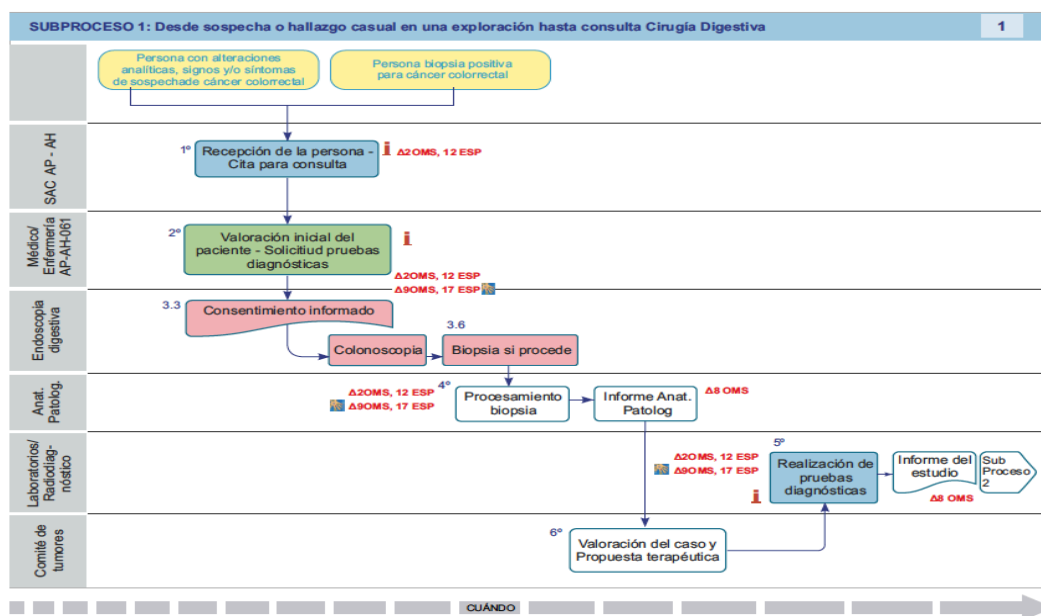 SUBPROCESO 1: Desde sospecha o hallazgo casual en una exploración hasta consulta Cirugía Digestiva
1
Persona con alteraciones
analíticas, signos y/o síntomas
de sospechade cáncer colorrectal
Persona biopsia positiva
para cáncer colorrectal
SAC AP - AH
1º
Recepción de la persona -
Cita para consulta
i Δ2OMS, 12 ESP
Médico/
Enfermería
AP-AH-061
2º
Valoración inicial del
paciente - Solicitiud pruebas
diagnósticas
i
Δ2OMS, 12 ESP
Δ9OMS, 17 ESP
Endoscopia
digestiva
3.3
Consentimiento informado
Colonoscopia
3.6
Biopsia si procede
Anat.
Patolog.
Δ2OMS, 12 ESP
Δ9OMS, 17 ESP
4º
Procesamiento
biopsia
Informe Anat.
Patolog
Δ8 OMS
Laboratorios/
Radiodiag-
nóstico
Δ2OMS, 12 ESP
Δ9OMS, 17 ESP
i
5º
Realización de
pruebas
diagnósticas
Informe del
estudio
Δ8 OMS
Sub
Proceso
2
Comité de
tumores
6º
Valoración del caso y
Propuesta terapéutica
CUÁNDO